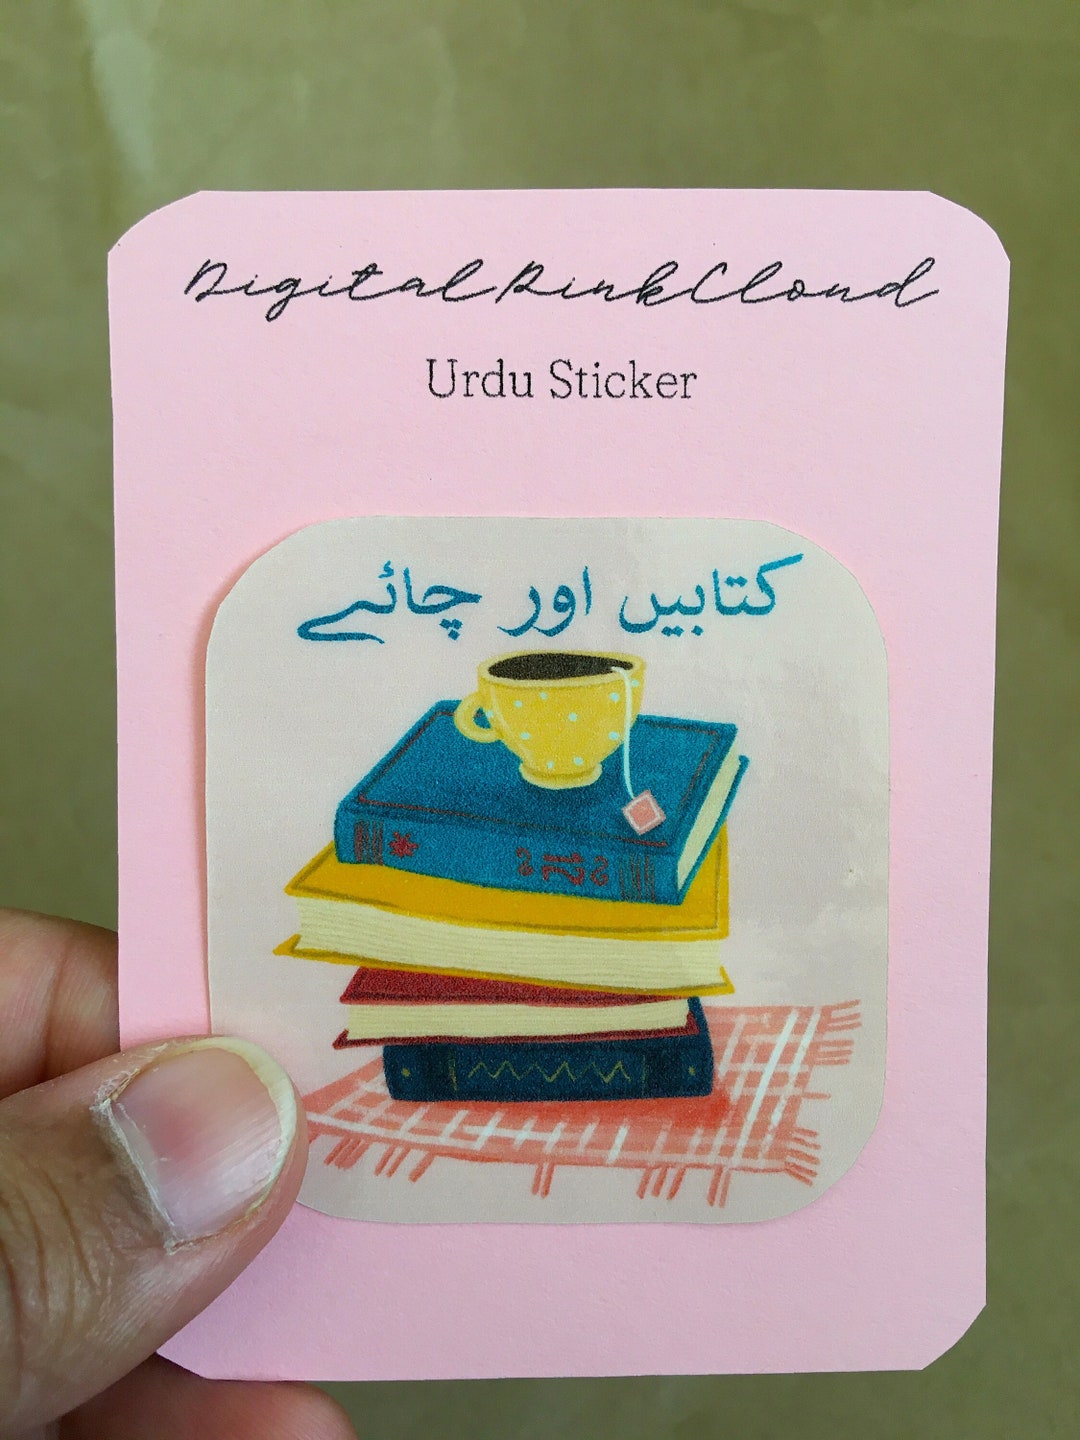 DigitalPinkCloud
Urdu Sticker
کتابیں اور چائے